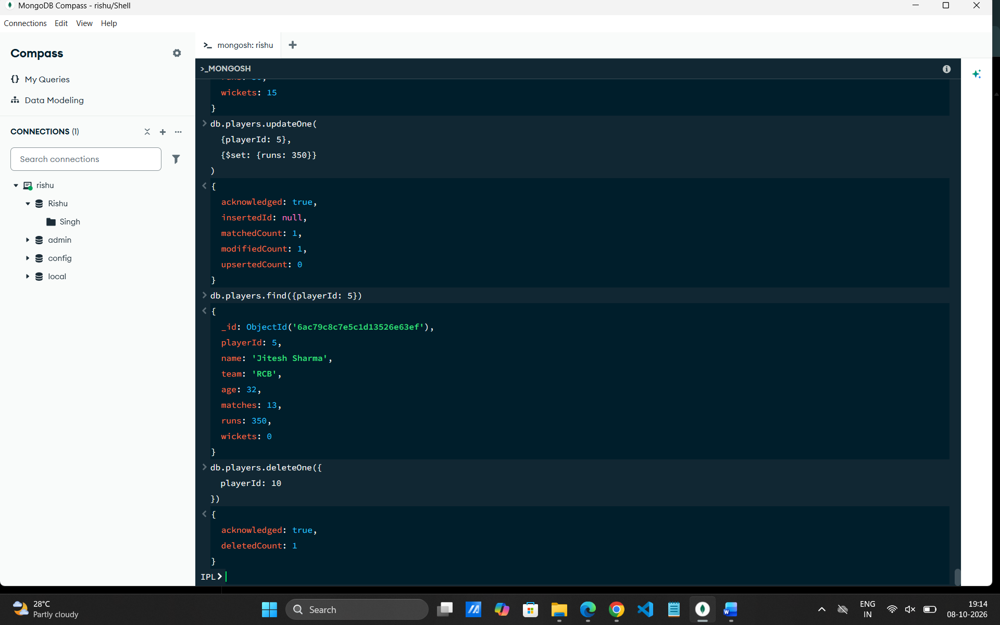 MongoDB Compass - rishu/Shell
Connections Edit View Help
Compass
My Queries
Data Modeling
CONNECTIONS (1)
Search connections
rishu
Rishu
Singh
admin
config
local
mongosh: rishu
>_MONGOSH
wickets: 15
}
db.players.updateOne(
{playerId: 5},
{$set: {runs: 350}}
)
{
acknowledged: true,
insertedId: null,
matchedCount: 1,
modifiedCount: 1,
upsertedCount: 0
}
db.players.find({playerId: 5})
{
_id: ObjectId('6ac79c8c7e5c1d13526e63ef'),
playerId: 5,
name: 'Jitesh Sharma',
team: 'RCB',
age: 32,
matches: 13,
runs: 350,
wickets: 0
}
db.players.deleteOne({
playerId: 10
})
{
acknowledged: true,
deletedCount: 1
}
IPL>
28°C
Partly cloudy
Search
ENG
IN
19:14
08-10-2026